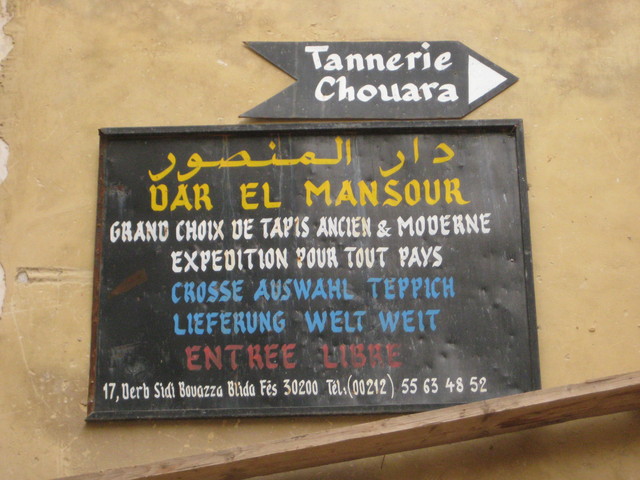 Tannerie
Chouara
دار المنصور
DAR EL MANSOUR
GRAND CHOIX DE TAPIS ANCIEN & MODERNE
EXPEDITION POUR TOUT PAYS
CROSSE AUSWAHL TEPPICH
LIEFERUNG WELT WEIT
ENTREE LIBRE
17, Derb Sidi Bouazza Blida Fés 30200 Tél.(00212) 55 63 48 52